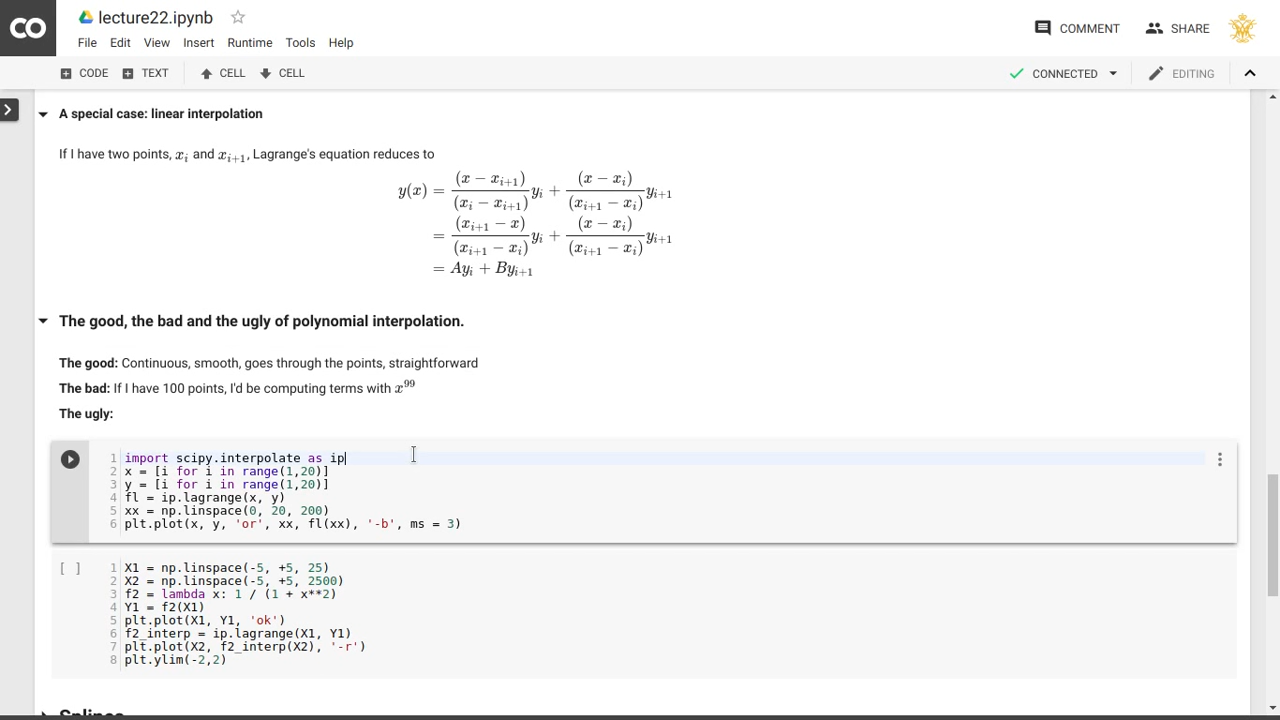 CO
lecture22.ipynb
File Edit View Insert Runtime Tools Help
COMMENT SHARE
CODE TEXT CELL CELL
CONNECTED EDITING
A special case: linear interpolation
If I have two points, x_i and x_{i+1}, Lagrange's equation reduces to
y(x) = \frac{(x - x_{i+1})}{(x_i - x_{i+1})} y_i + \frac{(x - x_i)}{(x_{i+1} - x_i)} y_{i+1}
= \frac{(x_{i+1} - x)}{(x_{i+1} - x_i)} y_i + \frac{(x - x_i)}{(x_{i+1} - x_i)} y_{i+1}
= Ay_i + By_{i+1}
The good, the bad and the ugly of polynomial interpolation.
The good: Continuous, smooth, goes through the points, straightforward
The bad: If I have 100 points, I'd be computing terms with x^{99}
The ugly:
1 import scipy.interpolate as ip
2 x = [i for i in range(1,20)]
3 y = [i for i in range(1,20)]
4 fl = ip.lagrange(x, y)
5 xx = np.linspace(0, 20, 200)
6 plt.plot(x, y, 'or', xx, fl(xx), '-b', ms = 3)
[ ] 1 X1 = np.linspace(-5, +5, 25)
2 X2 = np.linspace(-5, +5, 2500)
3 f2 = lambda x: 1 / (1 + x**2)
4 Y1 = f2(X1)
5 plt.plot(X1, Y1, 'ok')
6 f2_interp = ip.lagrange(X1, Y1)
7 plt.plot(X2, f2_interp(X2), '-r')
8 plt.ylim(-2,2)
Splines